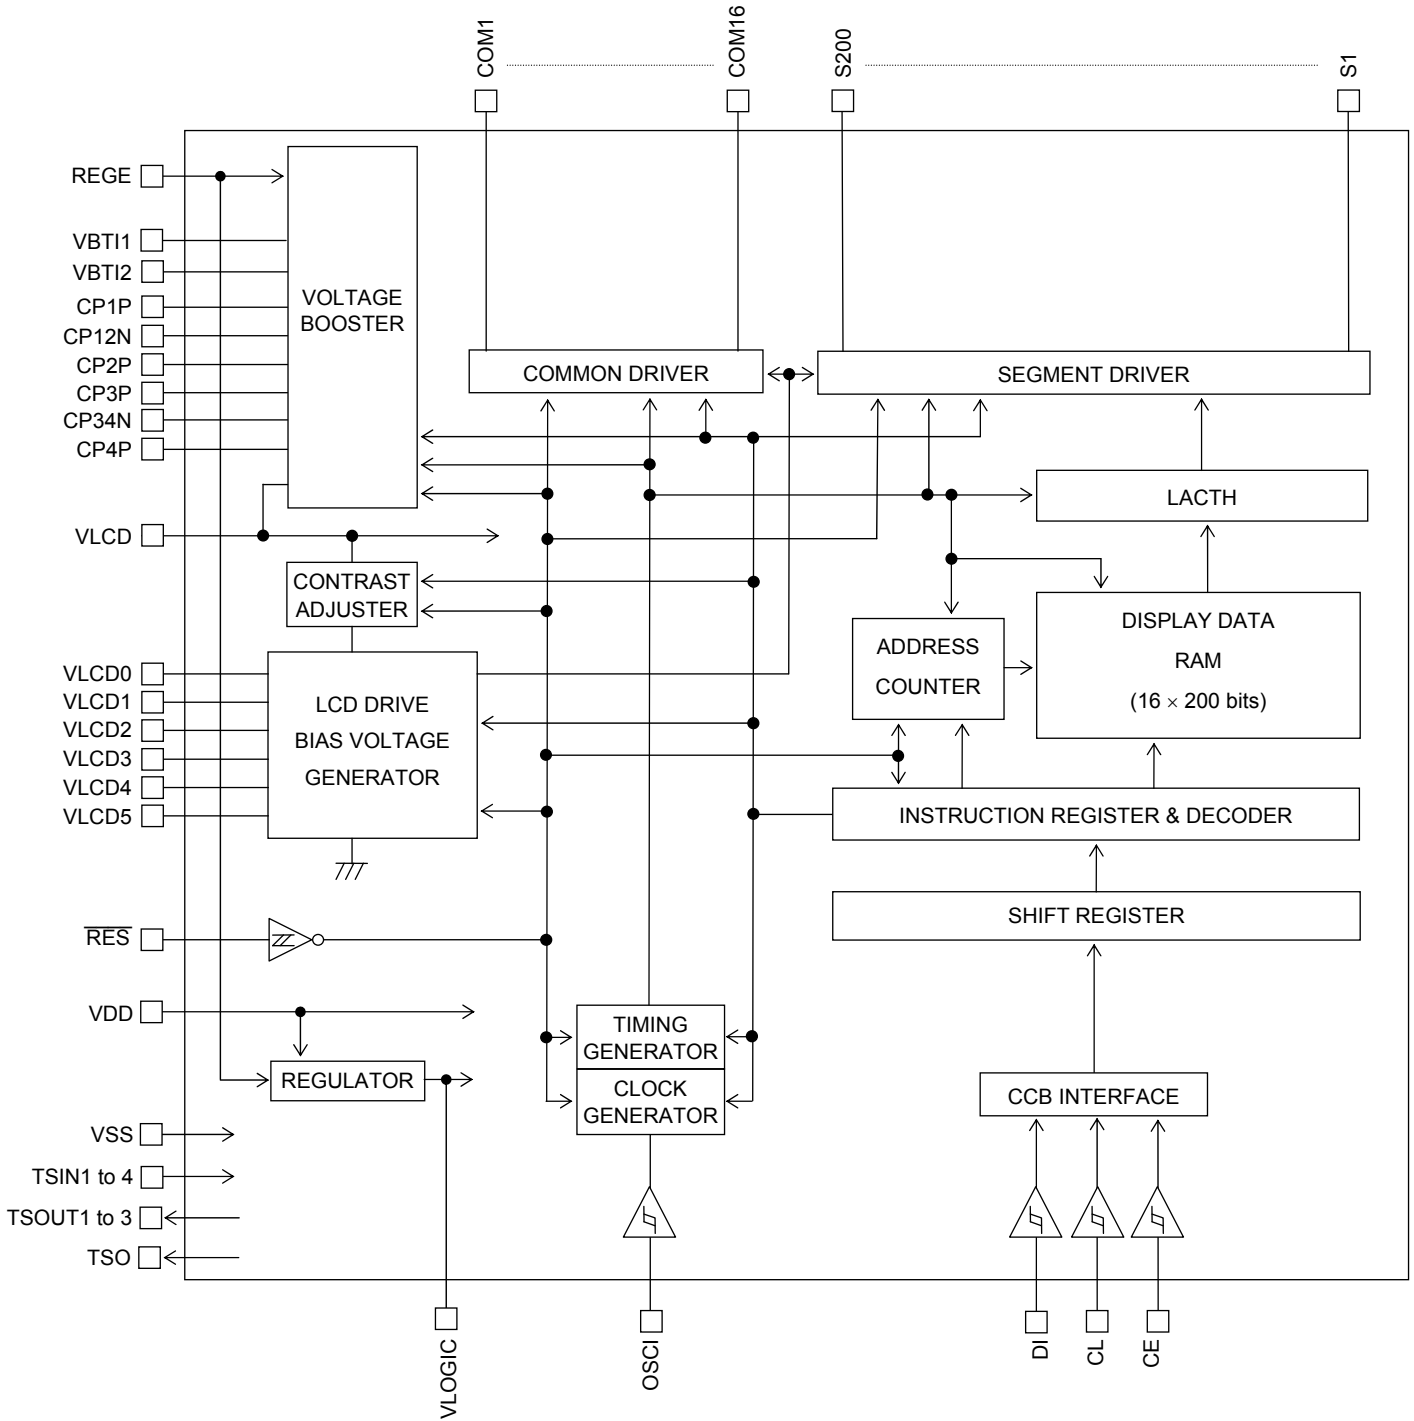 COM1
COM16
S200
S1
REGE
VBTI1
VBTI2
CP1P
CP12N
CP2P
CP3P
CP34N
CP4P
VOLTAGE
BOOSTER
COMMON DRIVER
SEGMENT DRIVER
LACTH
VLCD
CONTRAST
ADJUSTER
ADDRESS
COUNTER
DISPLAY DATA
RAM
(16 × 200 bits)
VLCD0
VLCD1
VLCD2
VLCD3
VLCD4
VLCD5
LCD DRIVE
BIAS VOLTAGE
GENERATOR
INSTRUCTION REGISTER & DECODER
SHIFT REGISTER
RES
VDD
TIMING
GENERATOR
REGULATOR
CLOCK
GENERATOR
CCB INTERFACE
VSS
TSIN1 to 4
TSOUT1 to 3
TSO
VLOGIC
OSCI
DI
CL
CE